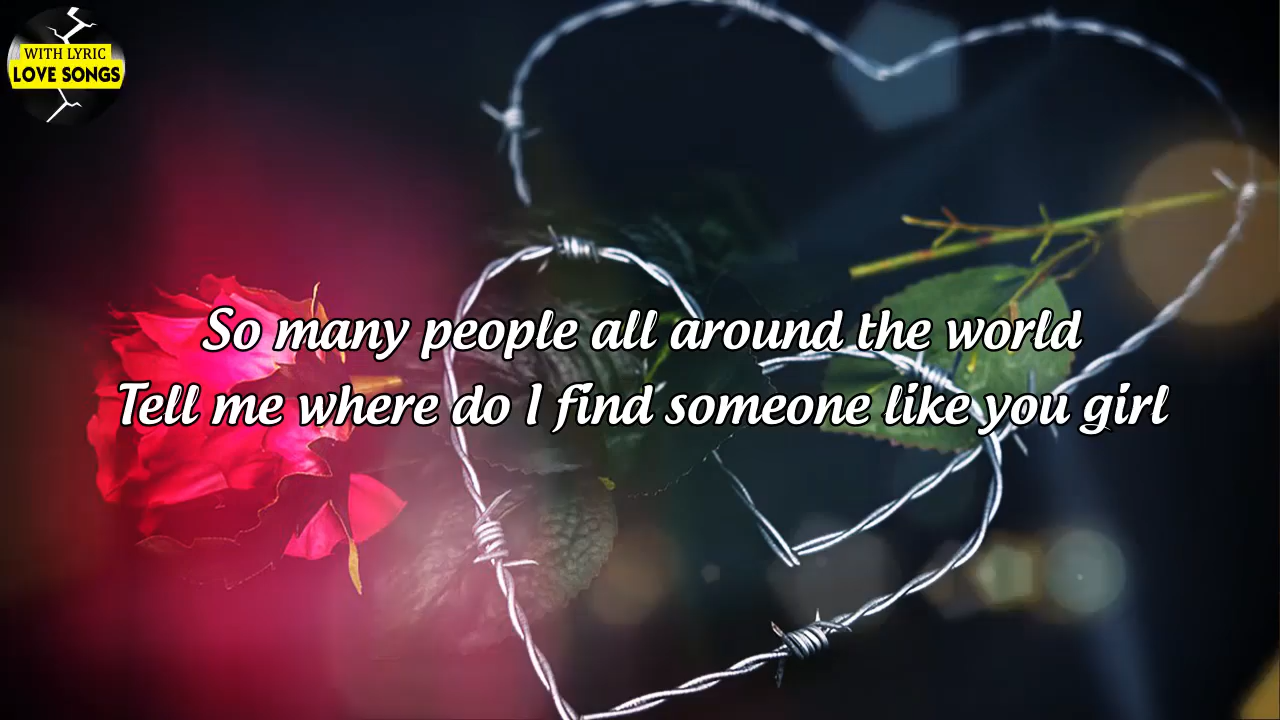 WITH LYRIC
LOVE SONGS
So many people all around the world
Tell me where do I find someone like you girl